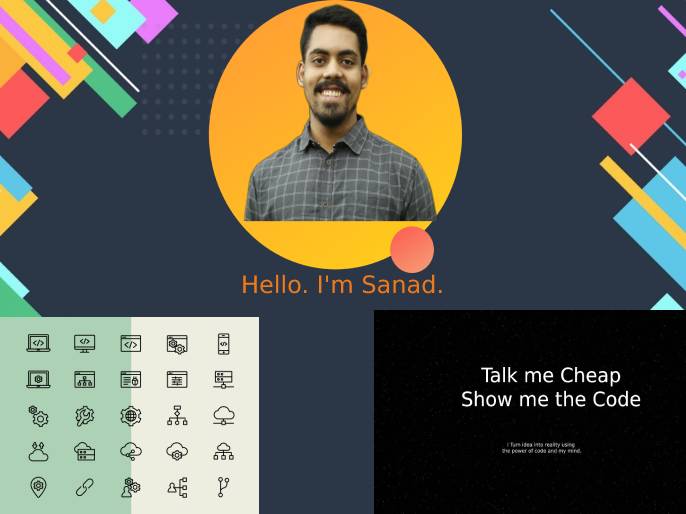 Hello. I'm Sanad.
Talk me Cheap
Show me the Code
I Turn idea into reality using
the power of code and my mind.